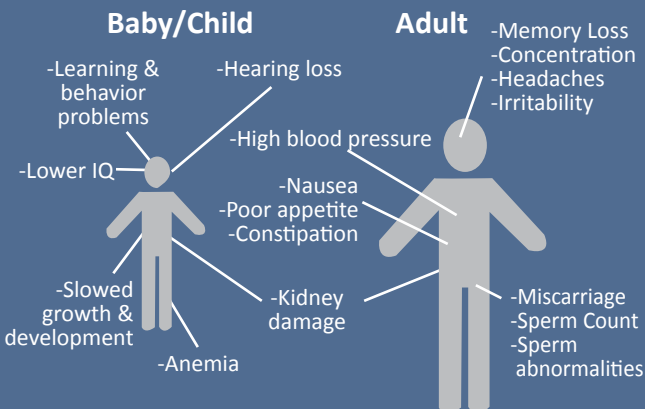 Baby/Child
-Learning &
behavior
problems
-Hearing loss
-Lower IQ
-Slowed
growth &
development
-Anemia
-Kidney
damage
Adult
-Memory Loss
-Concentration
-Headaches
-Irritability
-High blood pressure
-Nausea
-Poor appetite
-Constipation
-Miscarriage
-Sperm Count
-Sperm
abnormalities